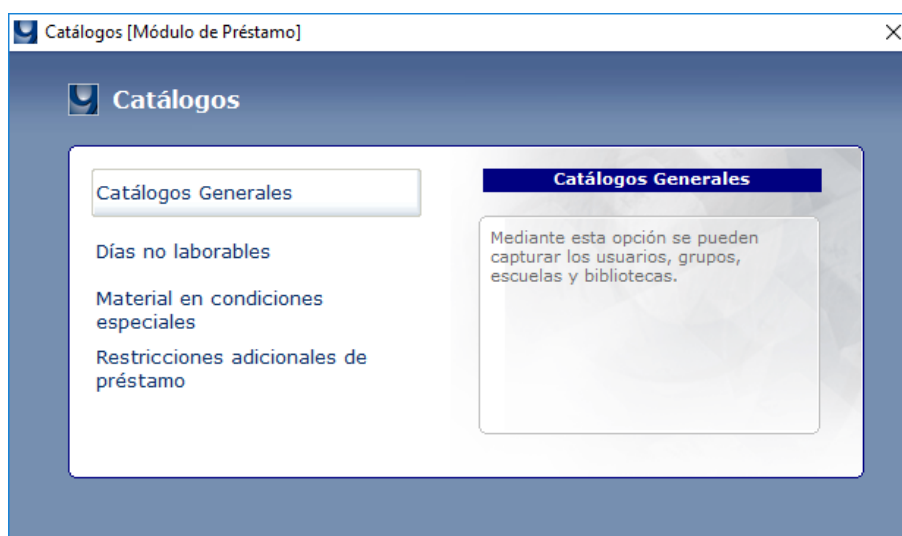 Catálogos [Módulo de Préstamo]
Catálogos
Catálogos Generales
Días no laborables
Material en condiciones
especiales
Restricciones adicionales de
préstamo
Catálogos Generales
Mediante esta opción se pueden
capturar los usuarios, grupos,
escuelas y bibliotecas.